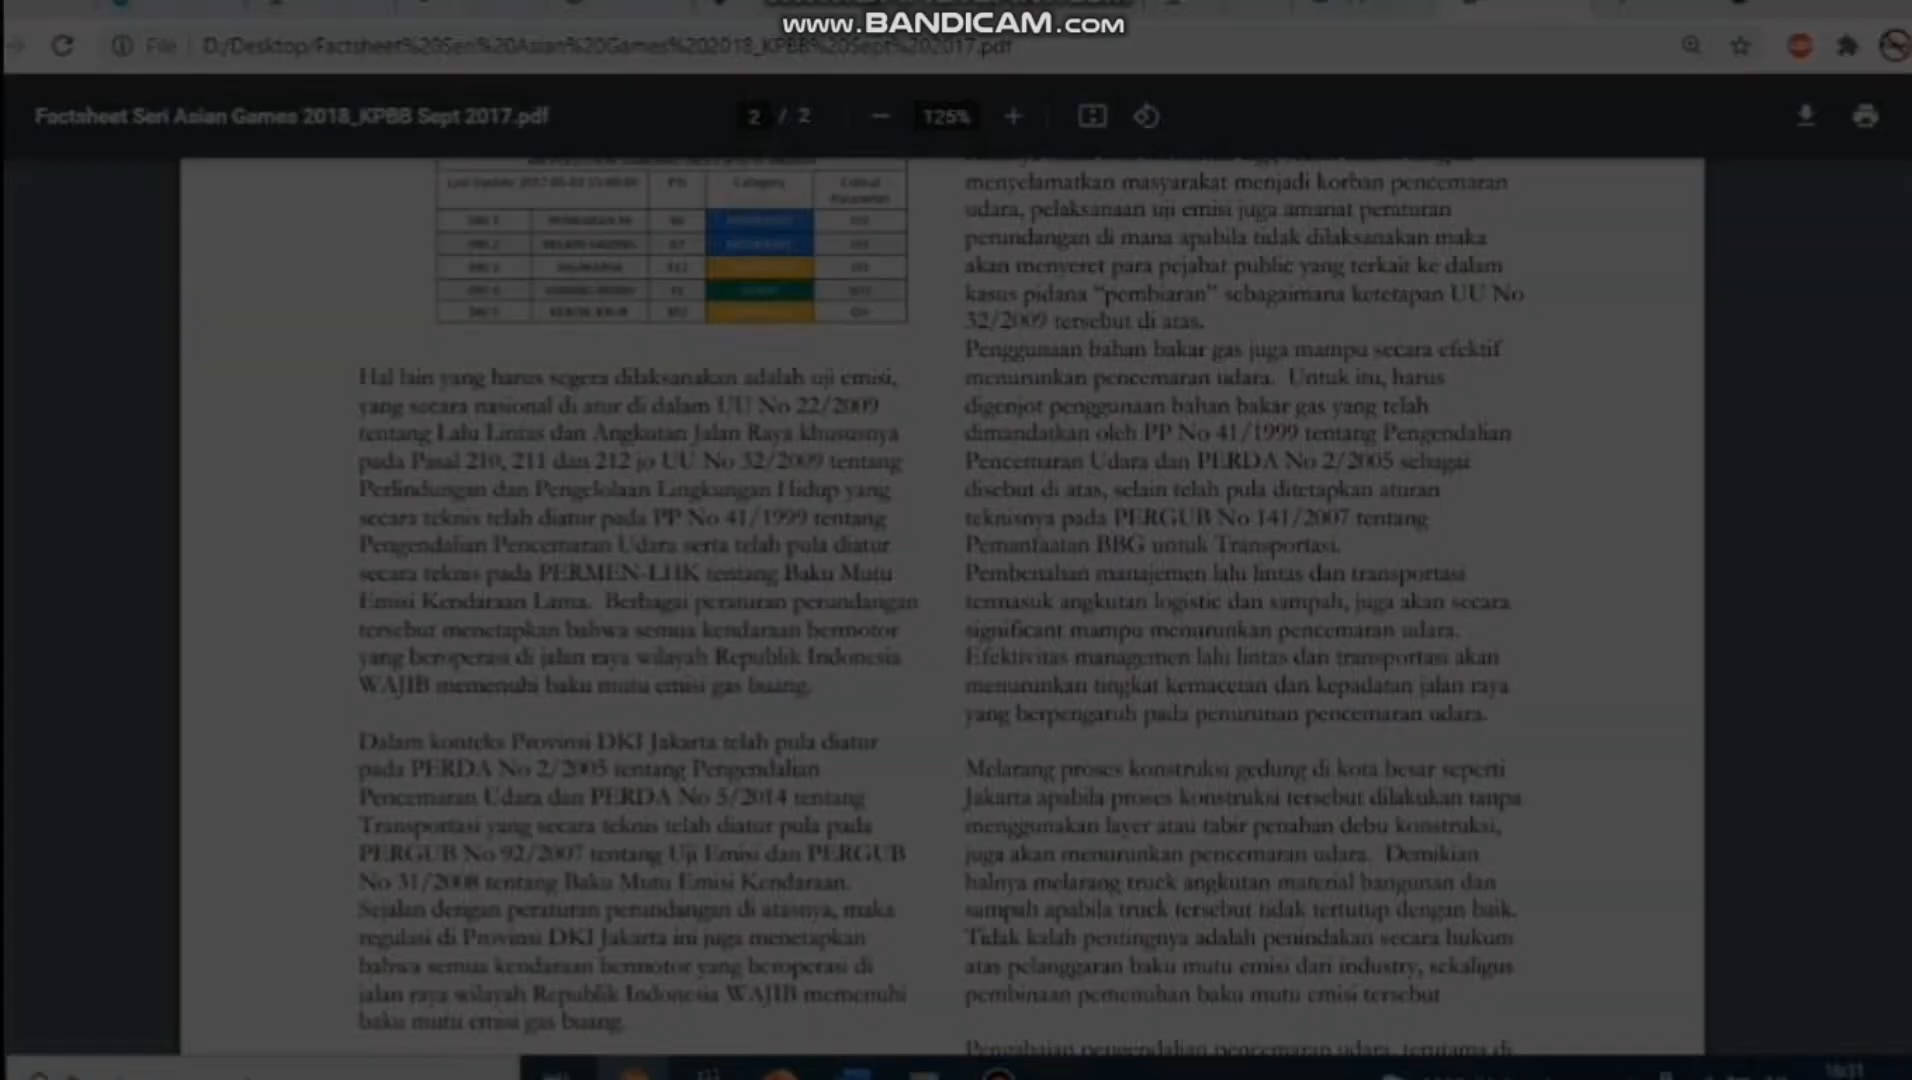 www.BANDICAM.com
File D:/Desktop/Factsheet%20Seri%20Asian%20Games%202018_KPBB%20Sept%202017.pdf
Factsheet Seri Asian Games 2018_KPBB Sept 2017.pdf
2 / 2
125%
Category
Critical
Parameter
Hal lain yang harus segera dilaksanakan adalah uji emisi,
yang secara nasional di atur di dalam UU No 22/2009
tentang Lalu Lintas dan Angkutan Jalan Raya khususnya
pada Pasal 210, 211 dan 212 jo UU No 32/2009 tentang
Perlindungan dan Pengelolaan Lingkungan Hidup yang
secara teknis telah diatur pada PP No 41/1999 tentang
Pengendalian Pencemaran Udara serta telah pula diatur
secara teknis pada PERMEN-LHK tentang Baku Mutu
Emisi Kendaraan Lama. Berbagai peraturan perundangan
tersebut menetapkan bahwa semua kendaraan bermotor
yang beroperasi di jalan raya wilayah Republik Indonesia
WAJIB memenuhi baku mutu emisi gas buang.
Dalam konteks Provinsi DKI Jakarta telah pula diatur
pada PERDA No 2/2005 tentang Pengendalian
Pencemaran Udara dan PERDA No 5/2014 tentang
Transportasi yang secara teknis telah diatur pula pada
PERGUB No 92/2007 tentang Uji Emisi dan PERGUB
No 31/2008 tentang Baku Mutu Emisi Kendaraan.
Sejalan dengan peraturan perundangan di atasnya, maka
regulasi di Provinsi DKI Jakarta ini juga menetapkan
bahwa semua kendaraan bermotor yang beroperasi di
jalan raya wilayah Republik Indonesia WAJIB memenuhi
baku mutu emisi gas buang.
menyelamatkan masyarakat menjadi korban pencemaran
udara, pelaksanaan uji emisi juga amanat peraturan
perundangan di mana apabila tidak dilaksanakan maka
akan menyeret para pejabat public yang terkait ke dalam
kasus pidana “pembiaran” sebagaimana ketetapan UU No
32/2009 tersebut di atas.
Penggunaan bahan bakar gas juga mampu secara efektif
menurunkan pencemaran udara. Untuk itu, harus
digenjot penggunaan bahan bakar gas yang telah
dimandatkan oleh PP No 41/1999 tentang Pengendalian
Pencemaran Udara dan PERDA No 2/2005 sebagai
disebut di atas, selain telah pula ditetapkan aturan
teknisnya pada PERGUB No 141/2007 tentang
Pemanfaatan BBG untuk Transportasi.
Pembenahan manajemen lalu lintas dan transportasi
termasuk angkutan logistic dan sampah, juga akan secara
significant mampu menurunkan pencemaran udara.
Efektivitas managemen lalu lintas dan transportasi akan
menurunkan tingkat kemacetan dan kepadatan jalan raya
yang berpengaruh pada penurunan pencemaran udara.
Melarang proses konstruksi gedung di kota besar seperti
Jakarta apabila proses konstruksi tersebut dilakukan tanpa
menggunakan layer atau tabir penahan debu konstruksi,
juga akan menurunkan pencemaran udara. Demikian
halnya melarang truck angkutan material bangunan dan
sampah apabila truck tersebut tidak tertutup dengan baik.
Tidak kalah pentingnya adalah penindakan secara hukum
atas pelanggaran baku mutu emisi dari industry, sekaligus
pembinaan pemenuhan baku mutu emisi tersebut
Pengabaian pengendalian pencemaran udara, terutama di